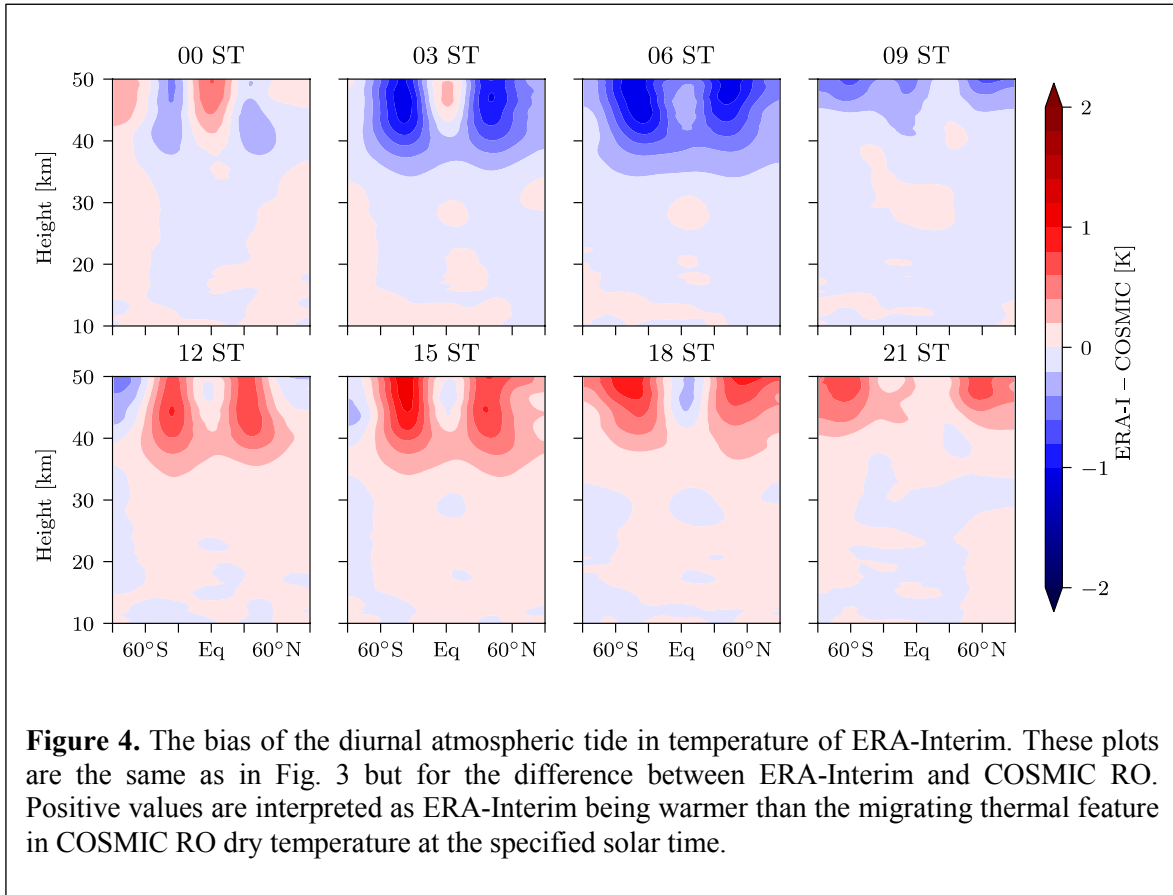 00 ST
03 ST
06 ST
09 ST
50
40
30
20
10
Height [km]
12 ST
15 ST
18 ST
21 ST
50
40
30
20
10
Height [km]
60°S Eq 60°N
60°S Eq 60°N
60°S Eq 60°N
60°S Eq 60°N
2
1
0
−1
−2
ERA-I − COSMIC [K]
Figure 4. The bias of the diurnal atmospheric tide in temperature of ERA-Interim. These plots
are the same as in Fig. 3 but for the difference between ERA-Interim and COSMIC RO.
Positive values are interpreted as ERA-Interim being warmer than the migrating thermal feature
in COSMIC RO dry temperature at the specified solar time.